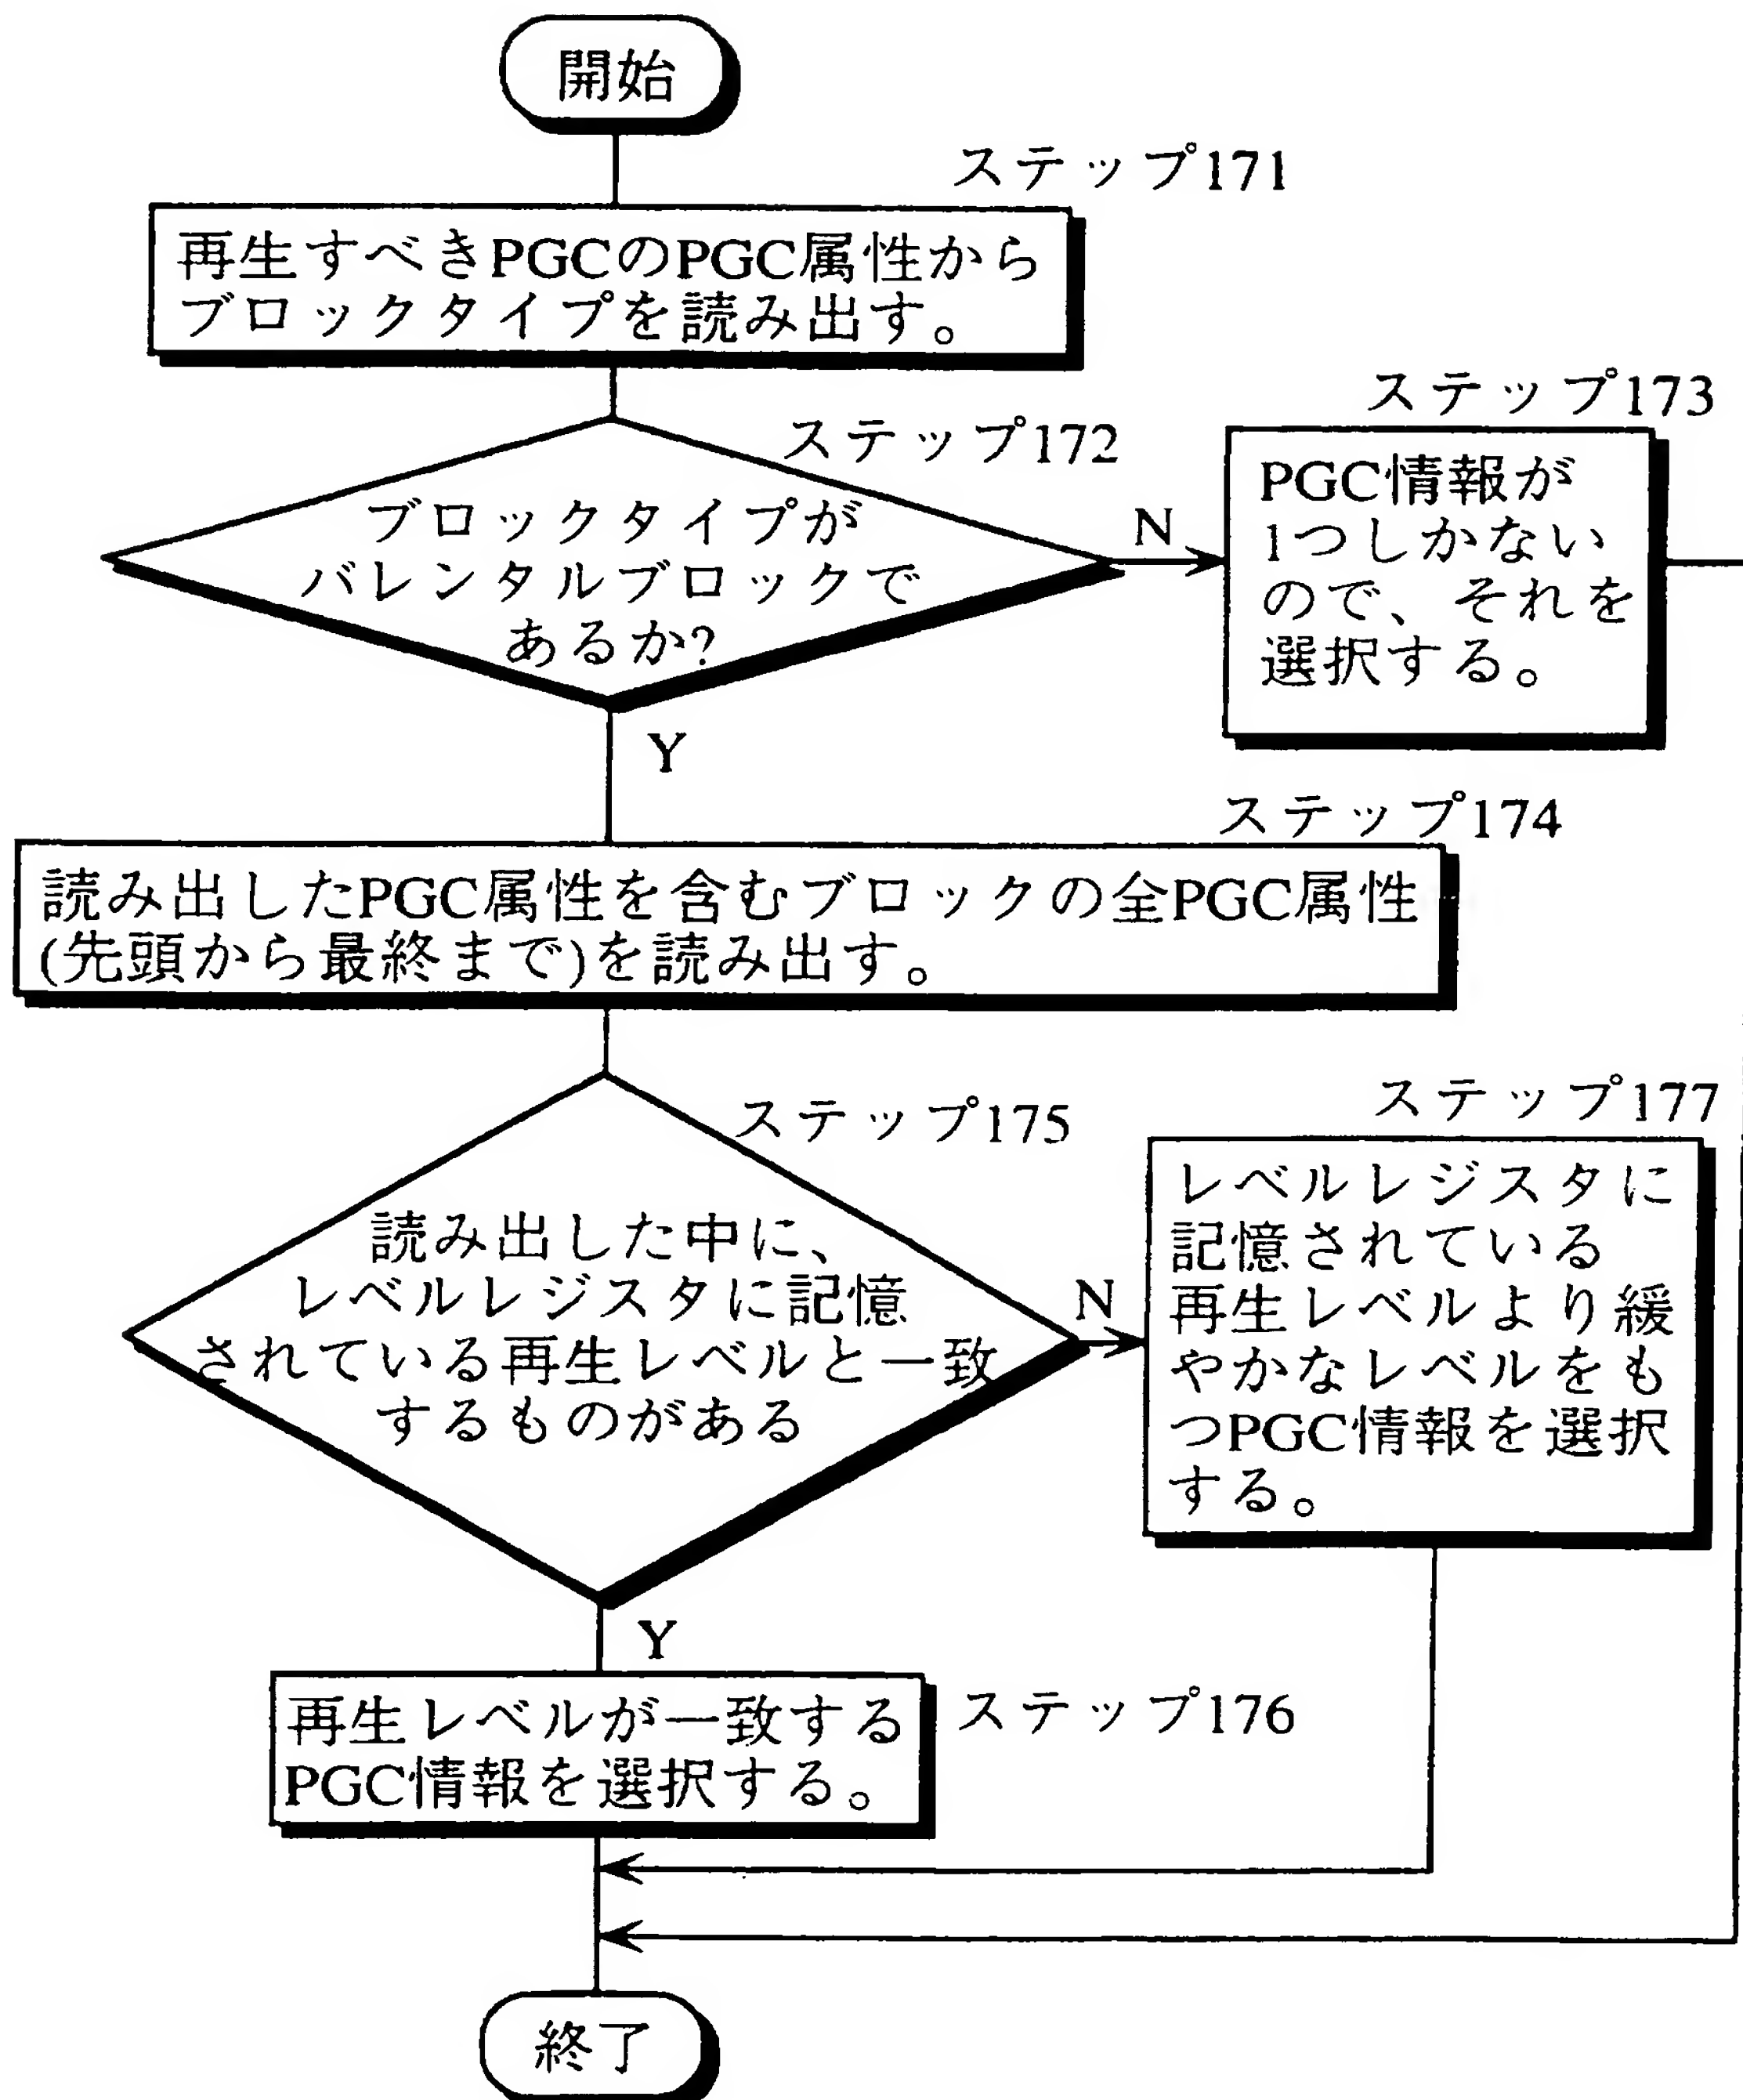 開始
ステップ171
再生すべきPGCのPGC属性から
ブロックタイプを読み出す。
ステップ172
ブロックタイプが
バレンタルブロックで
あるか?
N
ステップ173
PGC情報が
1つしかない
ので、それを
選択する。
Y
ステップ174
読み出したPGC属性を含むブロックの全PGC属性
(先頭から最終まで)を読み出す。
ステップ175
読み出した中に、
レベルレジスタに記憶
されている再生レベルと一致
するものがある
N
ステップ177
レベルレジスタに
記憶されている
再生レベルより緩
やかなレベルをも
つPGC情報を選択
する。
Y
再生レベルが一致する
PGC情報を選択する。
ステップ176
終了